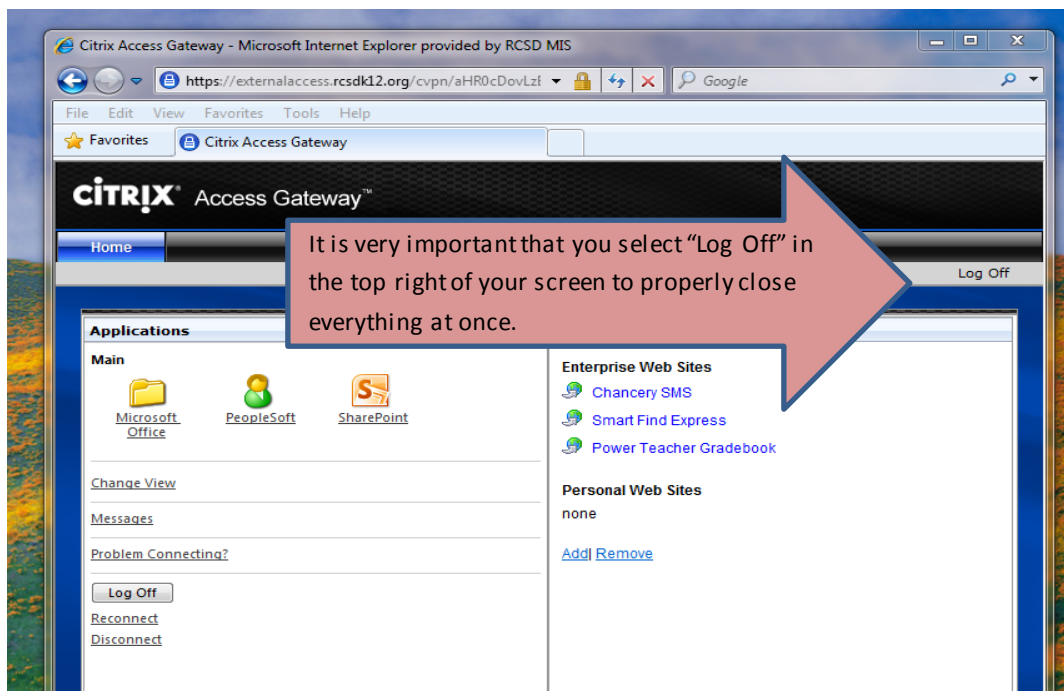 Citrix Access Gateway - Microsoft Internet Explorer provided by RCSD MIS
https://externalaccess.rcsdk12.org/cvpn/aHR0cDovLzE
Google
File Edit View Favorites Tools Help
Favorites
Citrix Access Gateway
CİTRIX Access Gateway™
Home
It is very important that you select “Log Off” in
the top right of your screen to properly close
everything at once.
Log Off
Applications
Main
Microsoft
Office
PeopleSoft
SharePoint
Change View
Messages
Problem Connecting?
Log Off
Reconnect
Disconnect
Enterprise Web Sites
Chancery SMS
Smart Find Express
Power Teacher Gradebook
Personal Web Sites
none
Add| Remove